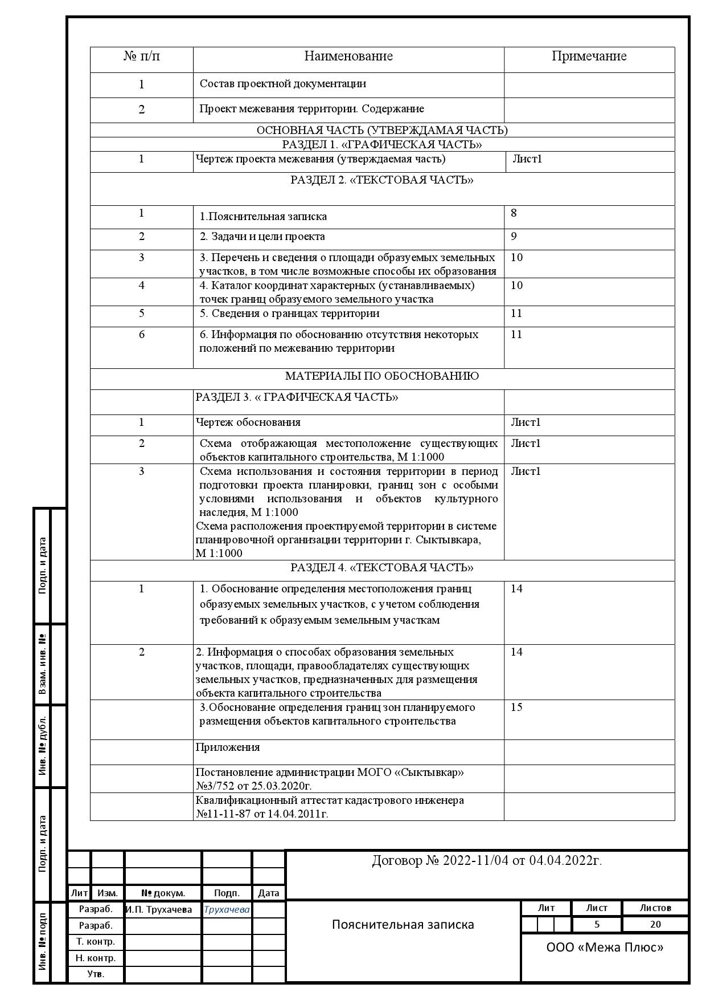 № п/п Наименование Примечание
1 Состав проектной документации
2 Проект межевания территории. Содержание
ОСНОВНАЯ ЧАСТЬ (УТВЕРЖДАМАЯ ЧАСТЬ)
РАЗДЕЛ 1. «ГРАФИЧЕСКАЯ ЧАСТЬ»
1 Чертеж проекта межевания (утверждаемая часть) Лист1
РАЗДЕЛ 2. «ТЕКСТОВАЯ ЧАСТЬ»
1 1.Пояснительная записка 8
2 2. Задачи и цели проекта 9
3 3. Перечень и сведения о площади образуемых земельных 10
участков, в том числе возможные способы их образования
4 4. Каталог координат характерных (устанавливаемых) 10
точек границ образуемого земельного участка
5 5. Сведения о границах территории 11
6 6. Информация по обоснованию отсутствия некоторых 11
положений по межеванию территории
МАТЕРИАЛЫ ПО ОБОСНОВАНИЮ
РАЗДЕЛ 3. « ГРАФИЧЕСКАЯ ЧАСТЬ»
1 Чертеж обоснования Лист1
2 Схема отображающая местоположение существующих Лист1
объектов капитального строительства, М 1:1000
3 Схема использования и состояния территории в период Лист1
подготовки проекта планировки, границ зон с особыми
условиями использования и объектов культурного
наследия, М 1:1000
Схема расположения проектируемой территории в системе
планировочной организации территории г. Сыктывкара,
М 1:1000
РАЗДЕЛ 4. «ТЕКСТОВАЯ ЧАСТЬ»
1 1. Обоснование определения местоположения границ 14
образуемых земельных участков, с учетом соблюдения
требований к образуемым земельным участкам
2 2. Информация о способах образования земельных 14
участков, площади, правообладателях существующих
земельных участков, предназначенных для размещения
объекта капитального строительства
3.Обоснование определения границ зон планируемого 15
размещения объектов капитального строительства
Приложения
Постановление администрации МОГО «Сыктывкар»
№3/752 от 25.03.2020г.
Квалификационный аттестат кадастрового инженера
№11-11-87 от 14.04.2011г.
Подп. и дата
Взам. инв. №
Инв. № дубл.
Подп. и дата
Инв. № подп
Договор № 2022-11/04 от 04.04.2022г.
Лит Изм. № докум. Подп. Дата
Разраб. И.П. Трухачева Трухачева
Разраб.
Т. контр.
Н. контр.
Утв.
Пояснительная записка
Лит Лист Листов
5 20
ООО «Межа Плюс»